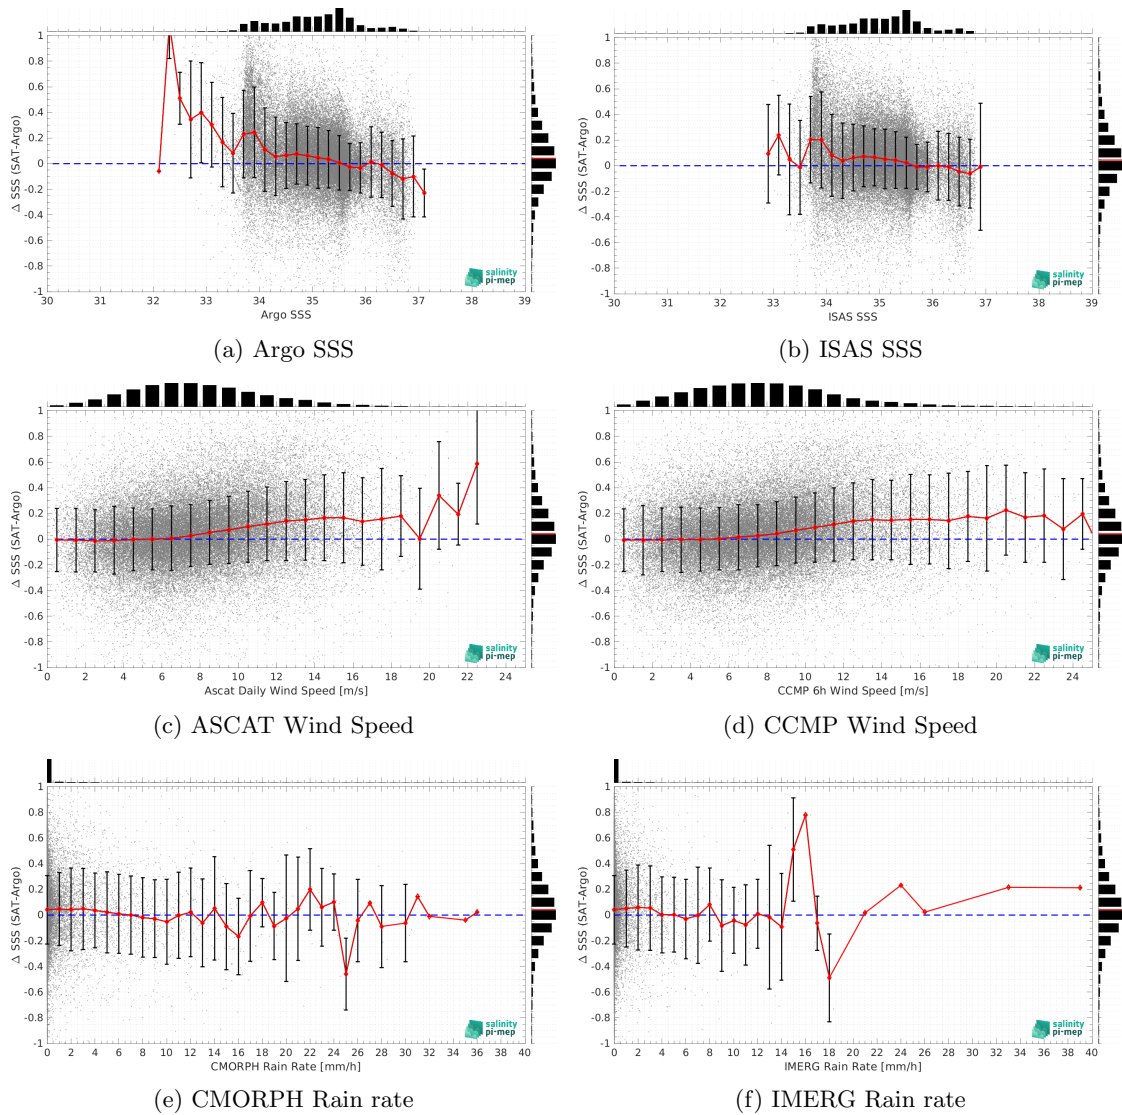 1
0.8
0.6
0.4
0.2
0
-0.2
-0.4
-0.6
-0.8
-1
Δ SSS (SAT-Argo)
30 31 32 33 34 35 36 37 38 39
Argo SSS
salinity
pi-mep
(a) Argo SSS
1
0.8
0.6
0.4
0.2
0
-0.2
-0.4
-0.6
-0.8
-1
Δ SSS (SAT-Argo)
30 31 32 33 34 35 36 37 38 39
ISAS SSS
salinity
pi-mep
(b) ISAS SSS
1
0.8
0.6
0.4
0.2
0
-0.2
-0.4
-0.6
-0.8
-1
Δ SSS (SAT-Argo)
0 2 4 6 8 10 12 14 16 18 20 22 24
Ascat Daily Wind Speed [m/s]
salinity
pi-mep
(c) ASCAT Wind Speed
1
0.8
0.6
0.4
0.2
0
-0.2
-0.4
-0.6
-0.8
-1
Δ SSS (SAT-Argo)
0 2 4 6 8 10 12 14 16 18 20 22 24
CCMP 6h Wind Speed [m/s]
salinity
pi-mep
(d) CCMP Wind Speed
1
0.8
0.6
0.4
0.2
0
-0.2
-0.4
-0.6
-0.8
-1
Δ SSS (SAT-Argo)
0 2 4 6 8 10 12 14 16 18 20 22 24 26 28 30 32 34 36 38 40
CMORPH Rain Rate [mm/h]
salinity
pi-mep
(e) CMORPH Rain rate
1
0.8
0.6
0.4
0.2
0
-0.2
-0.4
-0.6
-0.8
-1
Δ SSS (SAT-Argo)
0 2 4 6 8 10 12 14 16 18 20 22 24 26 28 30 32 34 36 38 40
IMERG Rain Rate [mm/h]
salinity
pi-mep
(f) IMERG Rain rate